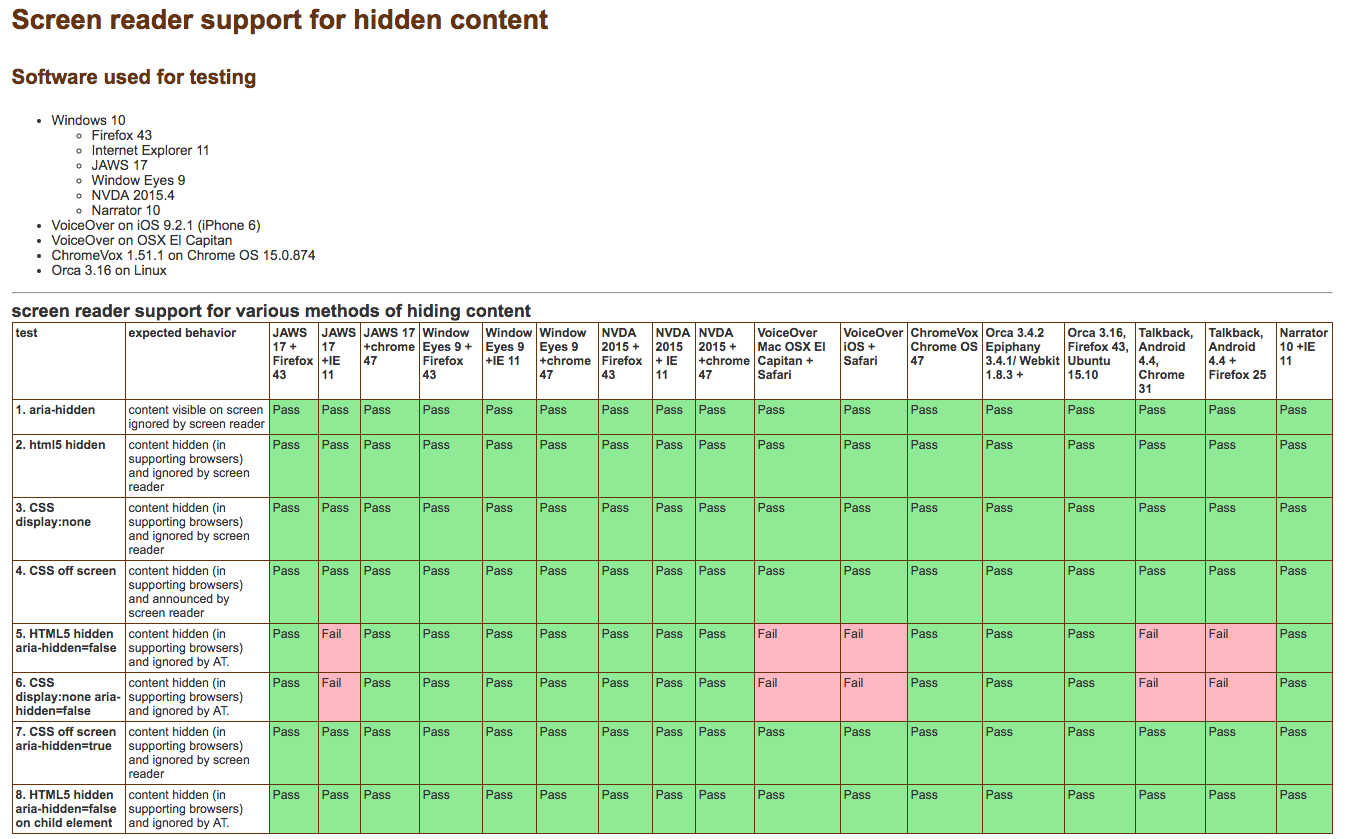 Screen reader support for hidden content
Software used for testing
Windows 10
Firefox 43
Internet Explorer 11
JAWS 17
Window Eyes 9
NVDA 2015.4
Narrator 10
VoiceOver on iOS 9.2.1 (iPhone 6)
VoiceOver on OSX El Capitan
ChromeVox 1.51.1 on Chrome OS 15.0.874
Orca 3.16 on Linux
screen reader support for various methods of hiding content
test
expected behavior
JAWS
17 +
Firefox
43
JAWS
17
+IE
11
JAWS 17
+chrome
47
Window
Eyes 9 +
Firefox
43
Window
Eyes 9
+IE 11
Window
Eyes 9
+chrome
47
NVDA
2015 +
Firefox
43
NVDA
2015
+ IE
11
NVDA
2015 +
+chrome
47
VoiceOver
Mac OSX El
Capitan +
Safari
VoiceOver
iOS +
Safari
ChromeVox
Chrome OS
47
Orca 3.4.2
Epiphany
3.4.1/ Webkit
1.8.3 +
Orca 3.16,
Firefox 43,
Ubuntu
15.10
Talkback,
Android
4.4,
Chrome
31
Talkback,
Android
4.4 +
Firefox 25
Narrator
10 +IE
11
1. aria-hidden
content visible on screen
ignored by screen reader
Pass Pass Pass Pass Pass Pass Pass Pass Pass Pass Pass Pass Pass Pass Pass Pass Pass
2. html5 hidden
content hidden (in
supporting browsers)
and ignored by screen
reader
Pass Pass Pass Pass Pass Pass Pass Pass Pass Pass Pass Pass Pass Pass Pass Pass Pass
3. CSS
display:none
content hidden (in
supporting browsers)
and ignored by screen
reader
Pass Pass Pass Pass Pass Pass Pass Pass Pass Pass Pass Pass Pass Pass Pass Pass Pass
4. CSS off screen
content hidden (in
supporting browsers)
and announced by
screen reader
Pass Pass Pass Pass Pass Pass Pass Pass Pass Pass Pass Pass Pass Pass Pass Pass Pass
5. HTML5 hidden
aria-hidden=false
content hidden (in
supporting browsers)
and ignored by AT.
Pass Fail Pass Pass Pass Pass Pass Pass Pass Fail Fail Pass Pass Pass Fail Fail Pass
6. CSS
display:none aria-
hidden=false
content hidden (in
supporting browsers)
and ignored by AT.
Pass Fail Pass Pass Pass Pass Pass Pass Pass Fail Fail Pass Pass Pass Fail Fail Pass
7. CSS off screen
aria-hidden=true
content hidden (in
supporting browsers)
and ignored by screen
reader
Pass Pass Pass Pass Pass Pass Pass Pass Pass Pass Pass Pass Pass Pass Pass Pass Pass
8. HTML5 hidden
aria-hidden=false
on child element
content hidden (in
supporting browsers)
and ignored by AT.
Pass Pass Pass Pass Pass Pass Pass Pass Pass Pass Pass Pass Pass Pass Pass Pass Pass